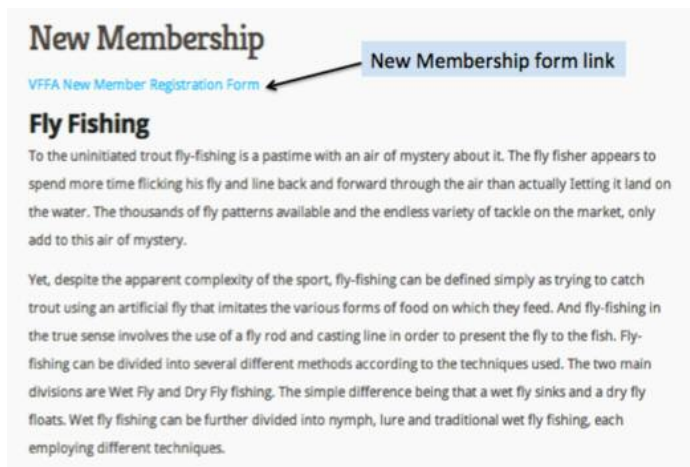 New Membership
New Membership form link
VFFA New Member Registration Form
Fly Fishing
To the uninitiated trout fly-fishing is a pastime with an air of mystery about it. The fly fisher appears to
spend more time flicking his fly and line back and forward through the air than actually letting it land on
the water. The thousands of fly patterns available and the endless variety of tackle on the market, only
add to this air of mystery.
Yet, despite the apparent complexity of the sport, fly-fishing can be defined simply as trying to catch
trout using an artificial fly that imitates the various forms of food on which they feed. And fly-fishing in
the true sense involves the use of a fly rod and casting line in order to present the fly to the fish. Fly-
fishing can be divided into several different methods according to the techniques used. The two main
divisions are Wet Fly and Dry Fly fishing. The simple difference being that a wet fly sinks and a dry fly
floats. Wet fly fishing can be further divided into nymph, lure and traditional wet fly fishing, each
employing different techniques.